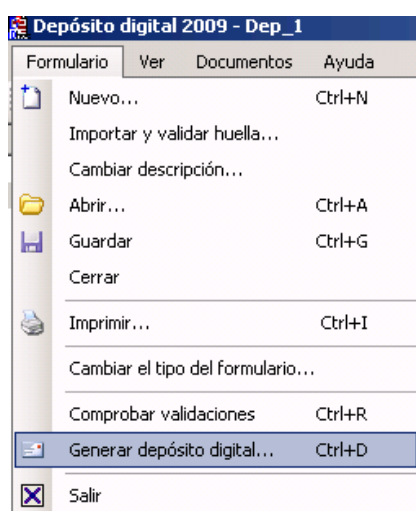 Depósito digital 2009 - Dep_1
Formulario Ver Documentos Ayuda
Nuevo... Ctrl+N
Importar y validar huella...
Cambiar descripción...
Abrir... Ctrl+A
Guardar Ctrl+G
Cerrar
Imprimir... Ctrl+I
Cambiar el tipo del formulario...
Comprobar validaciones Ctrl+R
Generar depósito digital... Ctrl+D
Salir